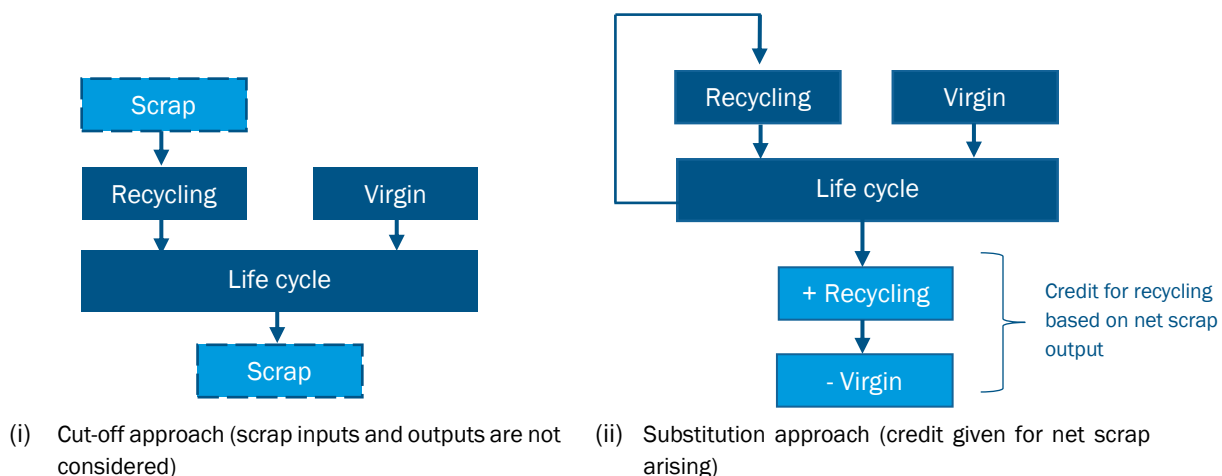 Scrap
Recycling
Virgin
Life cycle
Scrap
(i) Cut-off approach (scrap inputs and outputs are not
considered)
Recycling
Virgin
Life cycle
+ Recycling
- Virgin
Credit for recycling
based on net scrap
output
(ii) Substitution approach (credit given for net scrap
arising)